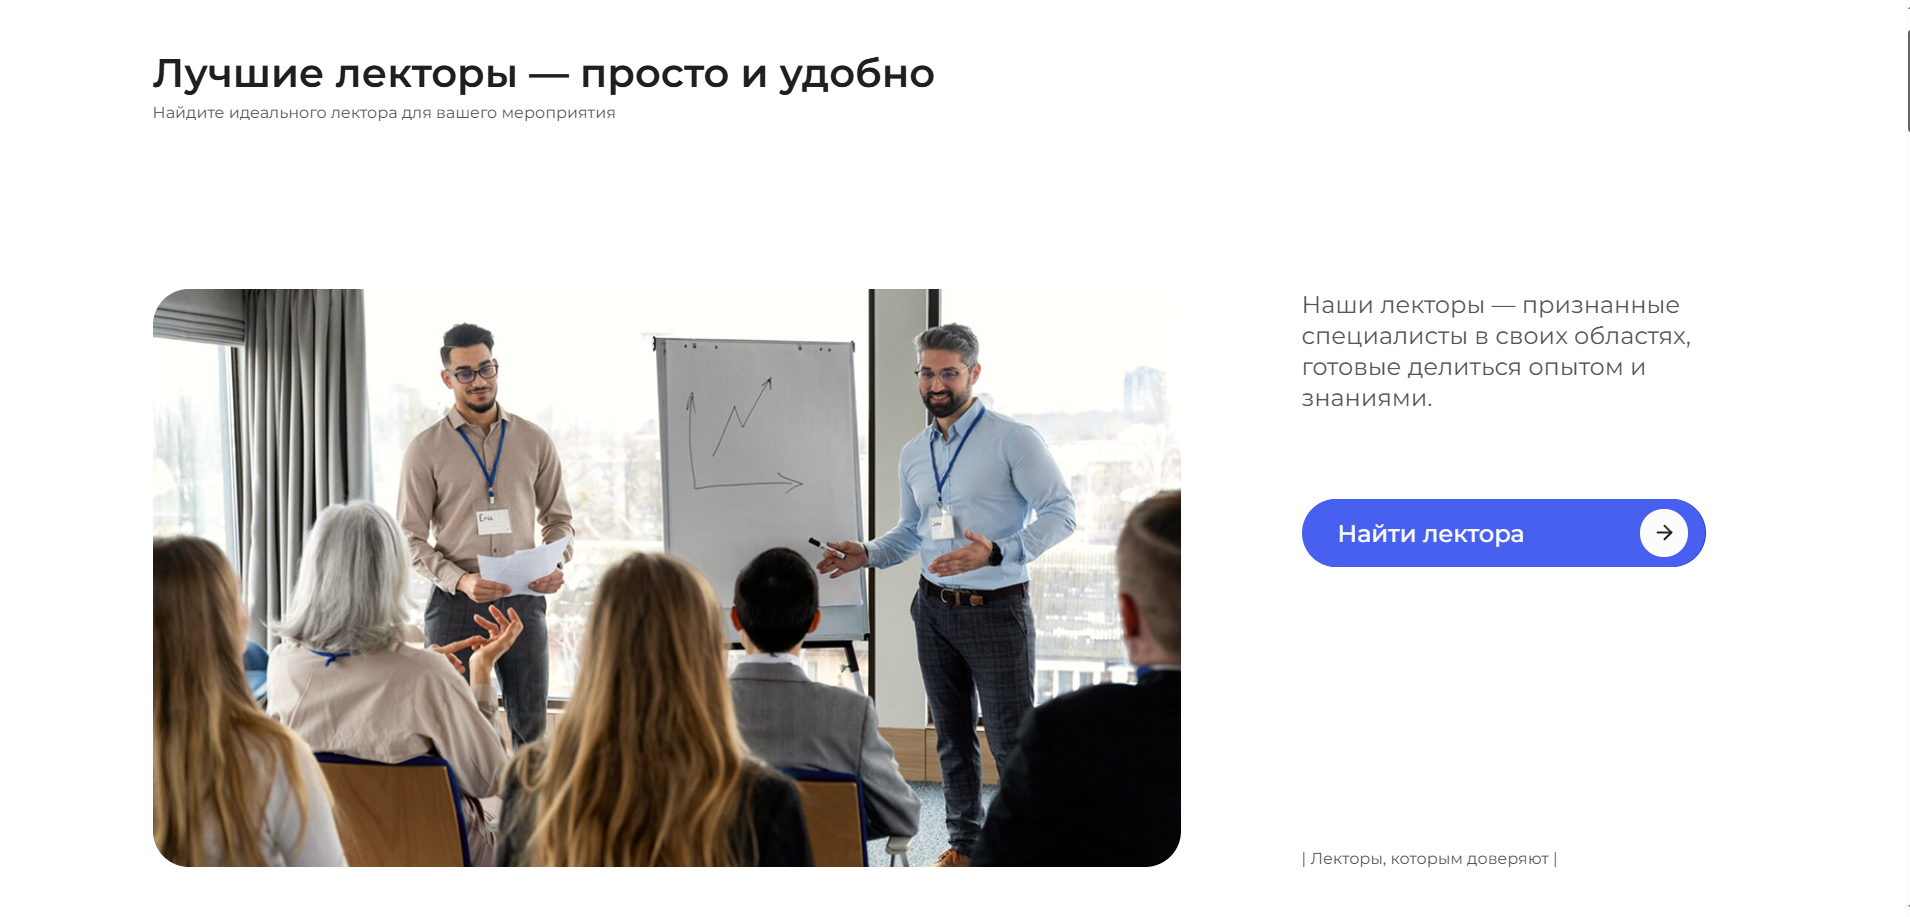 Лучшие лекторы — просто и удобно
Найдите идеального лектора для вашего мероприятия
Наши лекторы — признанные
специалисты в своих областях,
готовые делиться опытом и
знаниями.
Eric
Найти лектора
| Лекторы, которым доверяют |